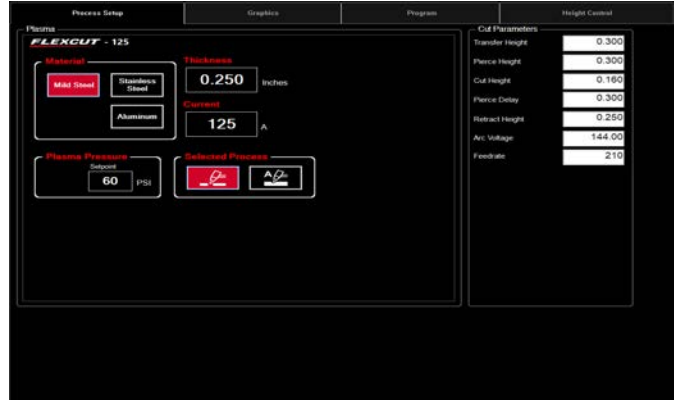 Process Setup
Graphics
Program
Height Control
Plasma
FLEXCUT - 125
Material
Mild Steel
Stainless
Steel
Aluminum
Thickness
0.250 Inches
Current
125 A
Plasma Pressure
Setpoint
60 PSI
Selected Process
A
Cut Parameters
Transfer Height 0.300
Pierce Height 0.300
Cut Height 0.160
Pierce Delay 0.300
Retract Height 0.250
Arc Voltage 144.00
Feedrate 210